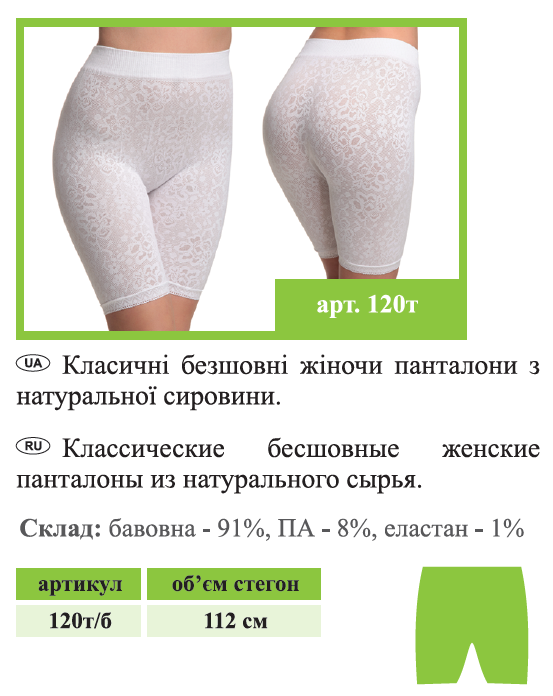 арт. 120т
UA Класичні безшовні жіночи панталони з
натуральної сировини.
RU Классические бесшовные женские
панталоны из натурального сырья.
Склад: бавовна - 91%, ПА - 8%, еластан - 1%
артикул об’єм стегон
120т/б 112 см